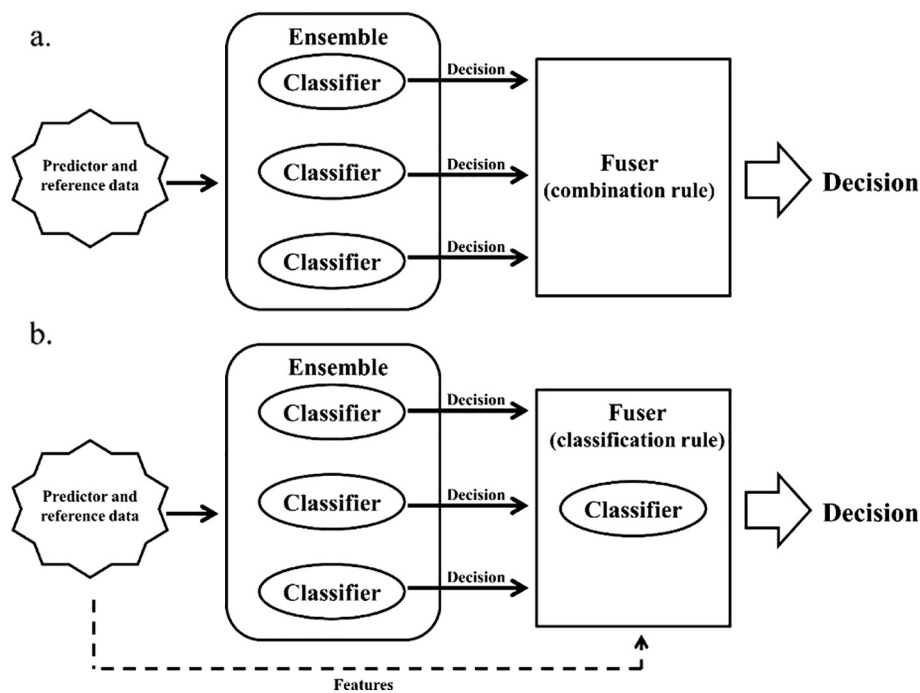 a.
Ensemble
Classifier
Decision
Classifier
Decision
Classifier
Decision
Predictor and
reference data
Fuser
(combination rule)
Decision
b.
Ensemble
Classifier
Decision
Classifier
Decision
Classifier
Decision
Predictor and
reference data
Fuser
(classification rule)
Classifier
Decision
Features